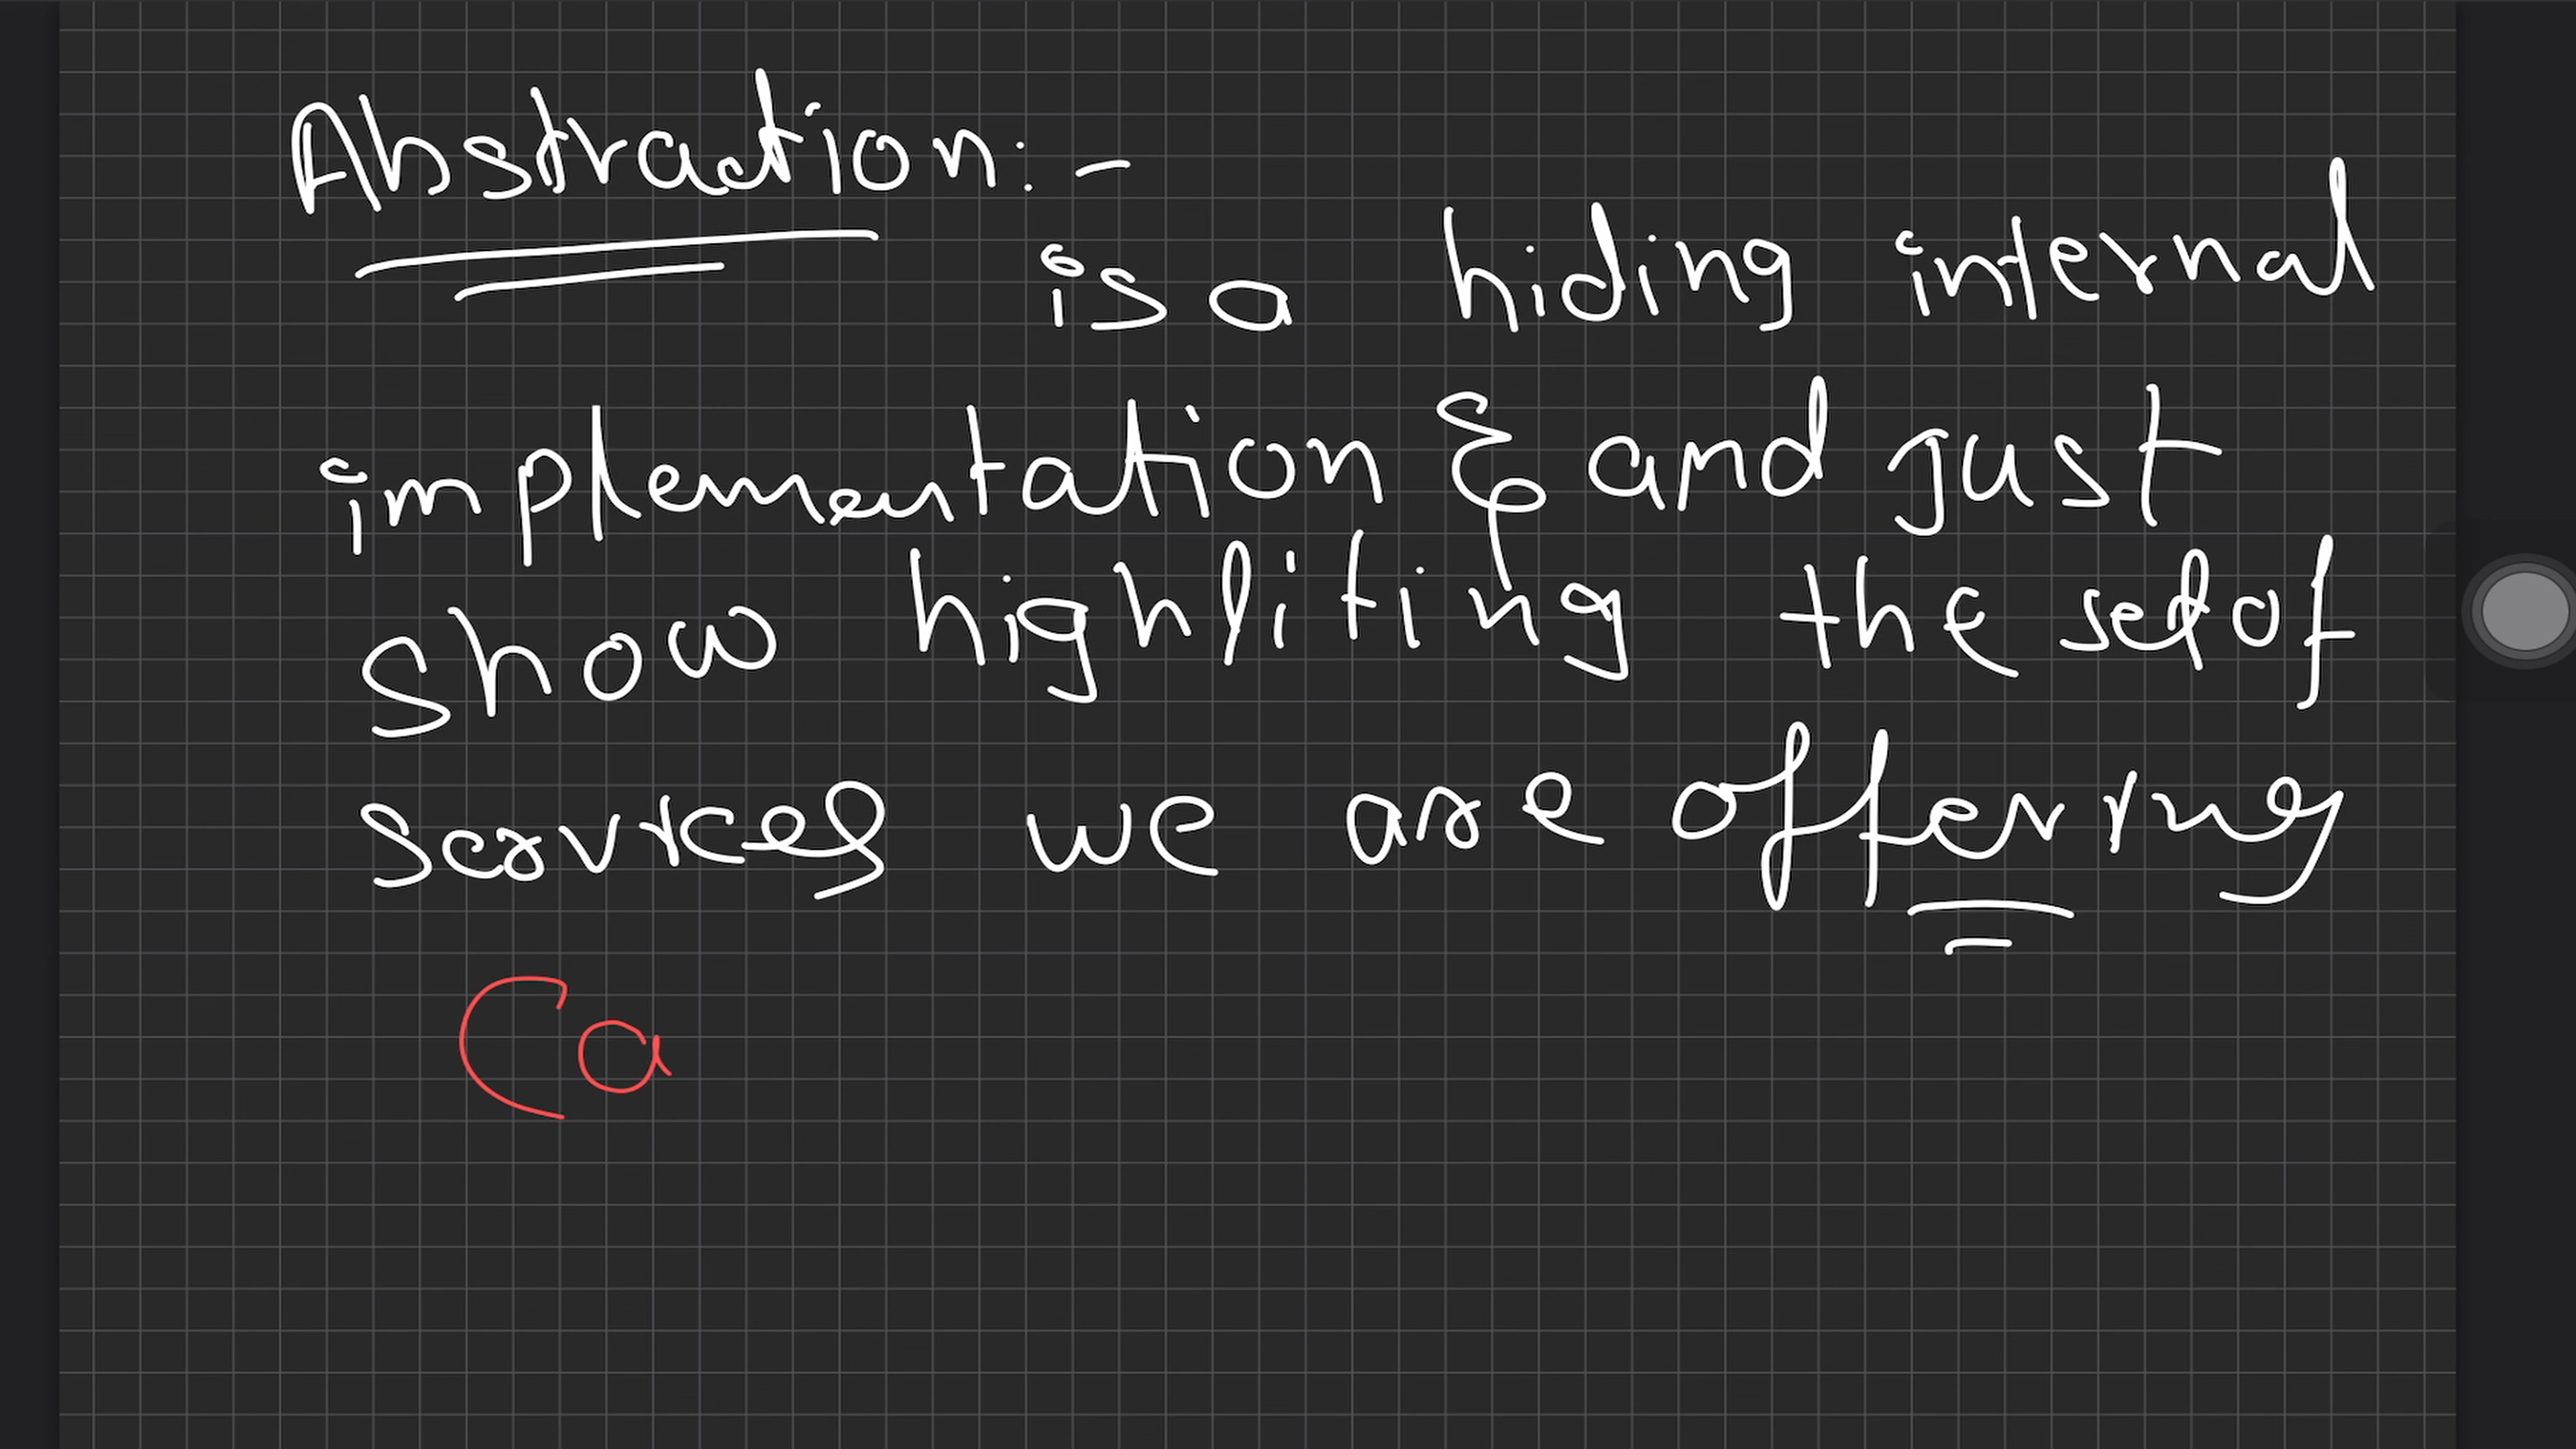 Abstraction:-
is a hiding internal
implementation & and just
show highliting the set of
services we are offering
Ca